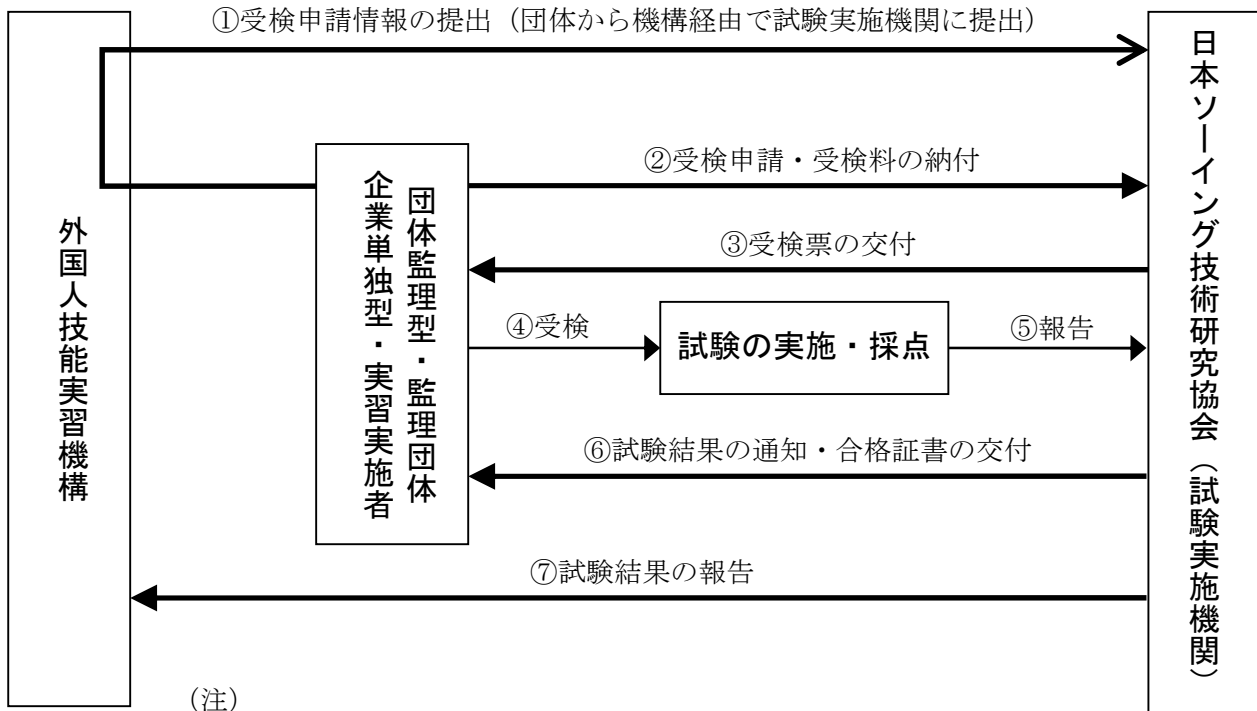 ①受検申請情報の提出（団体から機構経由で試験実施機関に提出）
外国人技能実習機構
団体監理型・監理団体
企業単独型・実習実施者
②受検申請・受検料の納付
③受検票の交付
④受検
試験の実施・採点
⑤報告
⑥試験結果の通知・合格証書の交付
⑦試験結果の報告
日本ソーイング技術研究協会（試験実施機関）
（注）